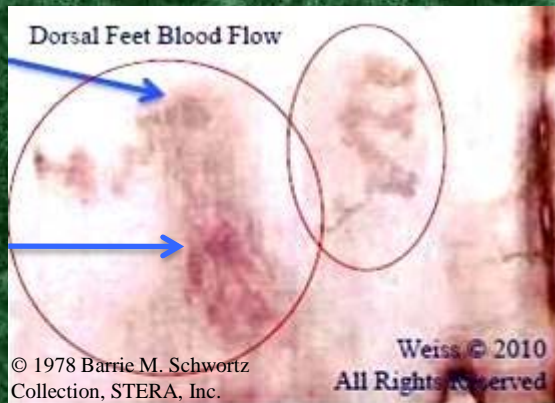 Dorsal Feet Blood Flow
© 1978 Barrie M. Schwortz
Collection, STERA, Inc.
Weiss © 2010
All Rights Reserved